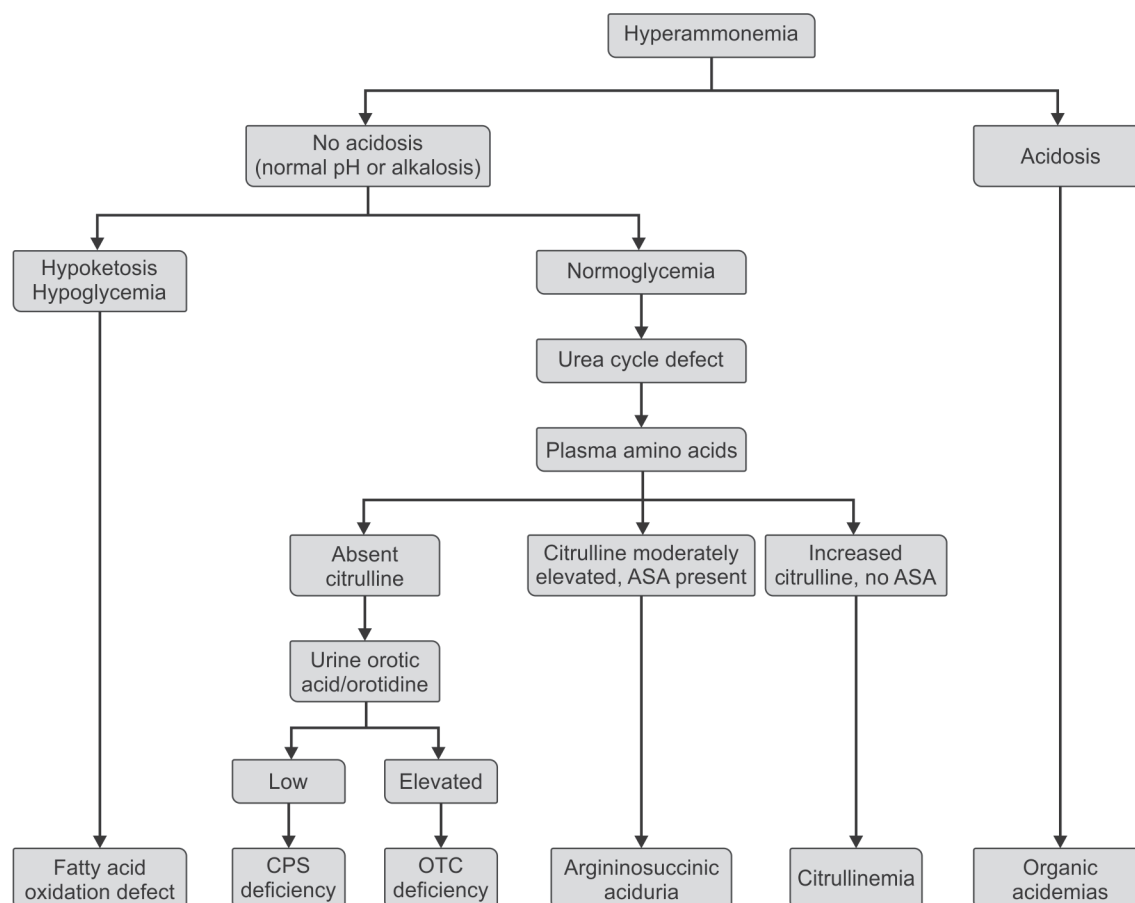 Hyperammonemia
No acidosis
(normal pH or alkalosis)
Acidosis
Hypoketosis
Hypoglycemia
Normoglycemia
Urea cycle defect
Plasma amino acids
Absent
citrulline
Citrulline moderately
elevated, ASA present
Increased
citrulline, no ASA
Urine orotic
acid/orotidine
Low
Elevated
Fatty acid
oxidation defect
CPS
deficiency
OTC
deficiency
Argininosuccinic
aciduria
Citrullinemia
Organic
acidemias